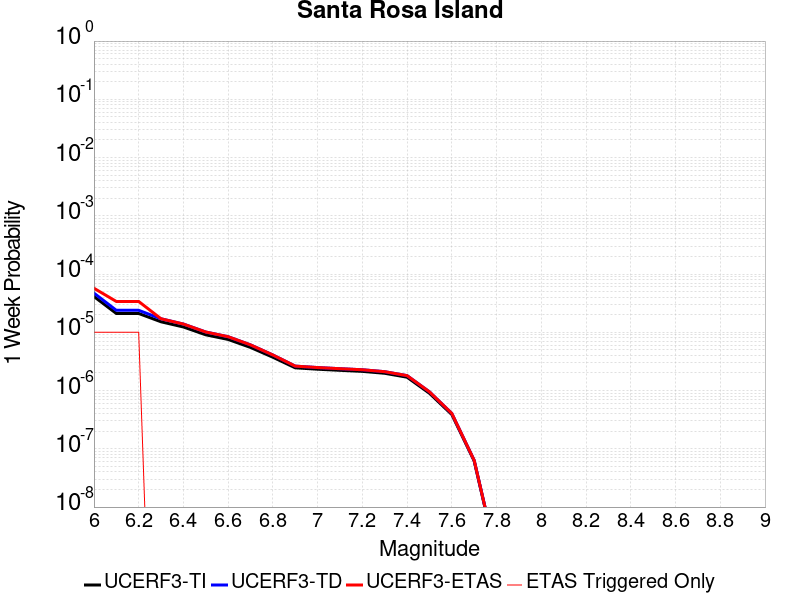 Santa Rosa Island
10^0
10^-1
10^-2
10^-3
10^-4
10^-5
10^-6
10^-7
10^-8
1 Week Probability
6 6.2 6.4 6.6 6.8 7 7.2 7.4 7.6 7.8 8 8.2 8.4 8.6 8.8 9
Magnitude
UCERF3-TI UCERF3-TD UCERF3-ETAS ETAS Triggered Only